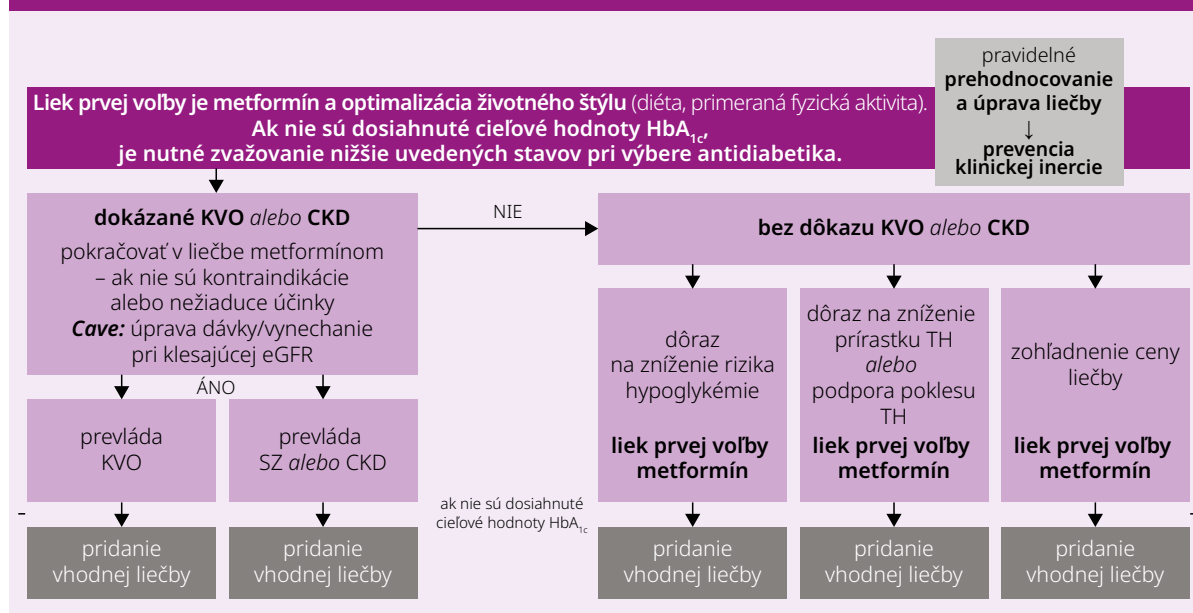 pravidelné
prehodnocovanie
a úprava liečby
↓
prevencia
klinickej inercie
Liek prvej voľby je metformín a optimalizácia životného štýlu (diéta, primeraná fyzická aktivita).
Ak nie sú dosiahnuté cieľové hodnoty HbA1c,
je nutné zvažovanie nižšie uvedených stavov pri výbere antidiabetika.
dokázané KVO alebo CKD
pokračovať v liečbe metformínom
– ak nie sú kontraindikácie
alebo nežiaduce účinky
Cave: úprava dávky/vynechanie
pri klesajúcej eGFR
NIE
bez dôkazu KVO alebo CKD
ÁNO
prevláda
KVO
prevláda
SZ alebo CKD
dôraz
na zníženie rizika
hypoglykémie
liek prvej voľby
metformín
dôraz na zníženie
prírastku TH
alebo
podpora poklesu
TH
liek prvej voľby
metformín
zohľadnenie ceny
liečby
liek prvej voľby
metformín
ak nie sú dosiahnuté
cieľové hodnoty HbA1c
pridanie
vhodnej liečby
pridanie
vhodnej liečby
pridanie
vhodnej liečby
pridanie
vhodnej liečby
pridanie
vhodnej liečby